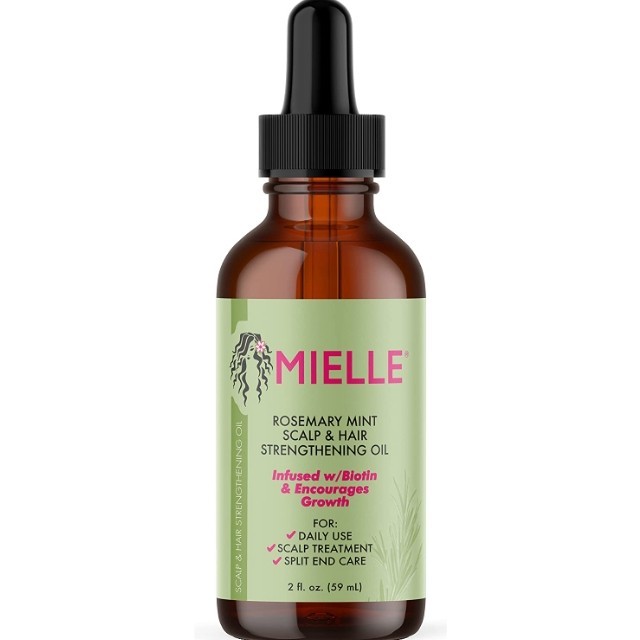 MIELLE®
ROSEMARY MINT
SCALP & HAIR
STRENGTHENING OIL
Infused w/Biotin
& Encourages
Growth
FOR:
DAILY USE
SCALP TREATMENT
SPLIT END CARE
2 fl. oz. (59 mL)
SCALP & HAIR STRENGTHENING OIL